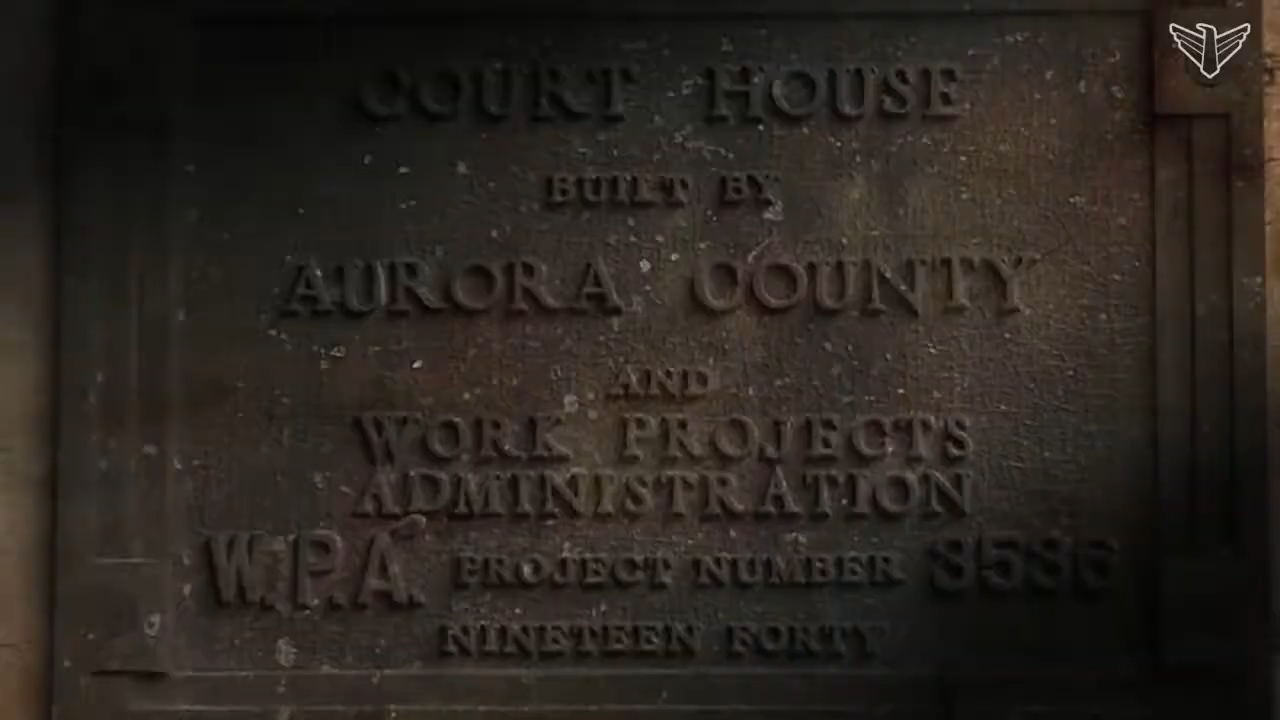 COURT HOUSE
BUILT BY
AURORA COUNTY
AND
WORK PROJECTS
ADMINISTRATION
W.P.A. PROJECT NUMBER
NINETEEN FORTY